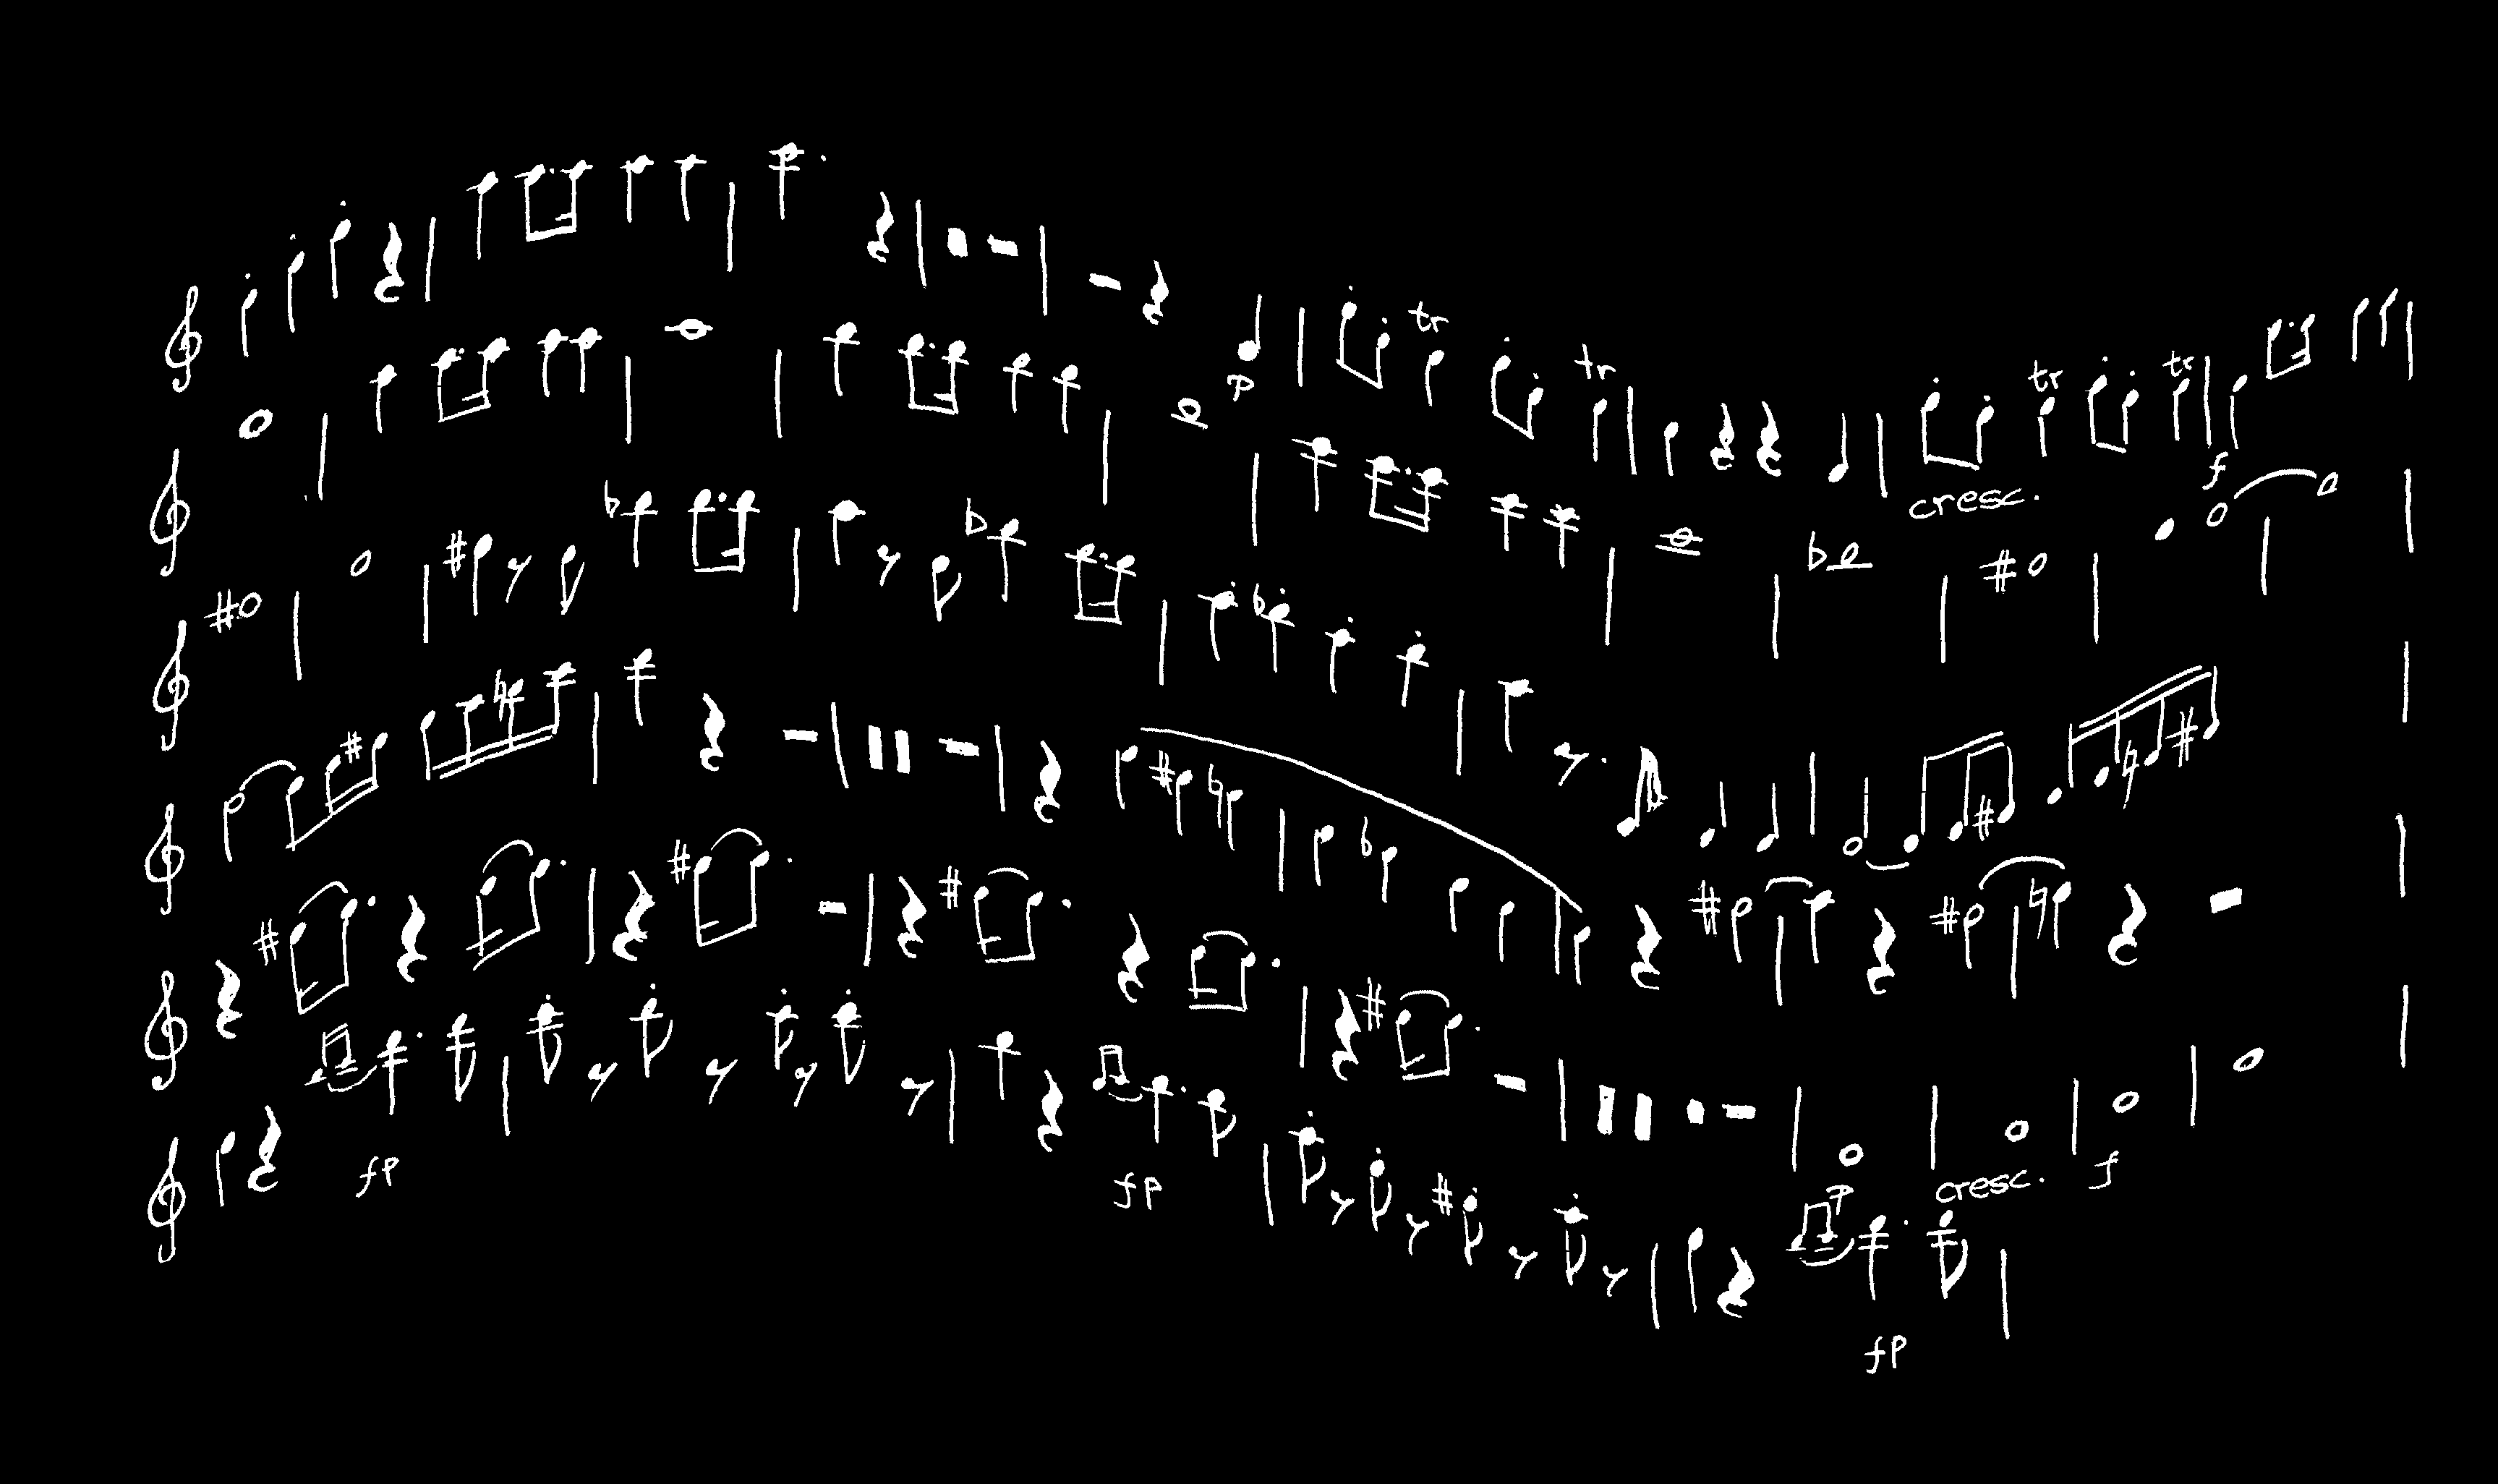 tr tr tr tr
p
cresc. f
fp fp p cresc. f
fp